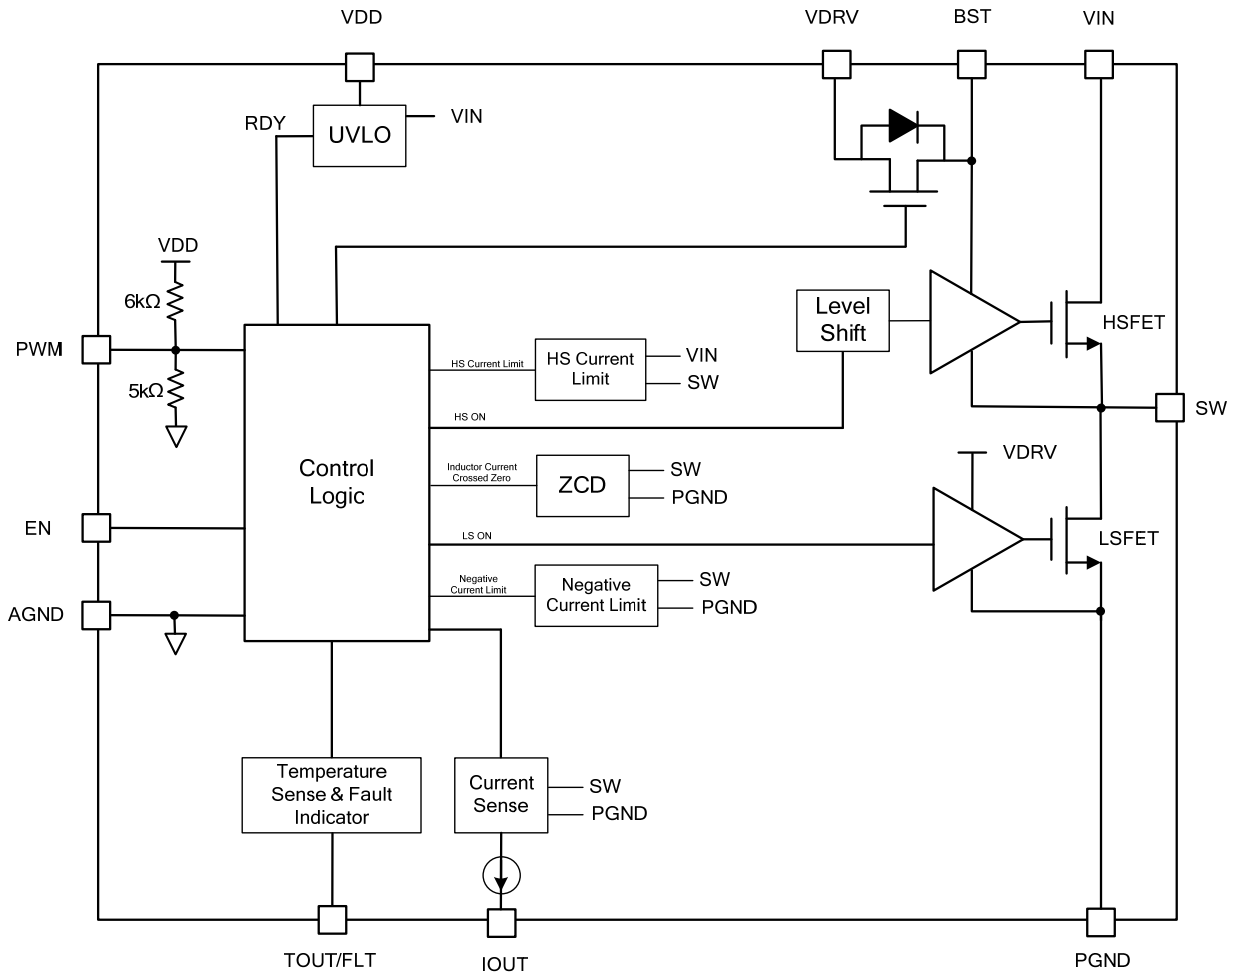 VDD
VDRV
BST
VIN
RDY
UVLO
VIN
VDD
6kΩ
PWM
5kΩ
Level
Shift
HSFET
HS Current Limit
HS Current
Limit
VIN
SW
HS ON
SW
Control
Logic
Inductor Current
Crossed Zero
ZCD
SW
PGND
VDRV
EN
LS ON
LSFET
Negative
Current Limit
Negative
Current Limit
SW
PGND
AGND
Temperature
Sense & Fault
Indicator
Current
Sense
SW
PGND
TOUT/FLT
IOUT
PGND